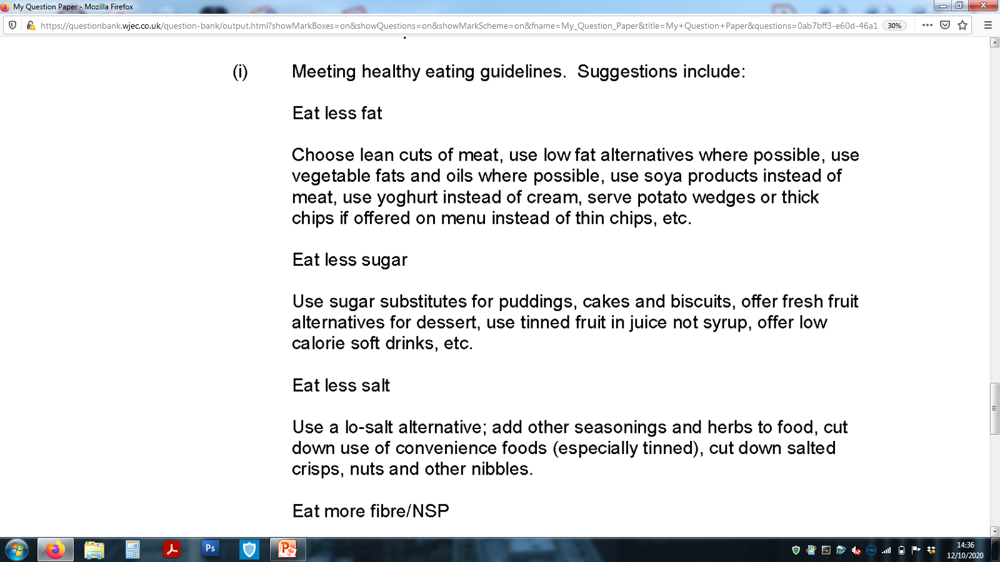 My Question Paper - Mozilla Firefox
https://questionbank.wjec.co.uk/question-bank/output.html?showMarkBoxes=on&showQuestions=on&showMarkScheme=on&fname=My_Question_Paper&title=My+Question+Paper&questions=0ab7bff3-e60d-46a1 30%
(i) Meeting healthy eating guidelines. Suggestions include:
Eat less fat
Choose lean cuts of meat, use low fat alternatives where possible, use
vegetable fats and oils where possible, use soya products instead of
meat, use yoghurt instead of cream, serve potato wedges or thick
chips if offered on menu instead of thin chips, etc.
Eat less sugar
Use sugar substitutes for puddings, cakes and biscuits, offer fresh fruit
alternatives for dessert, use tinned fruit in juice not syrup, offer low
calorie soft drinks, etc.
Eat less salt
Use a lo-salt alternative; add other seasonings and herbs to food, cut
down use of convenience foods (especially tinned), cut down salted
crisps, nuts and other nibbles.
Eat more fibre/NSP
Ps
P
DELL
14:36
12/10/2020